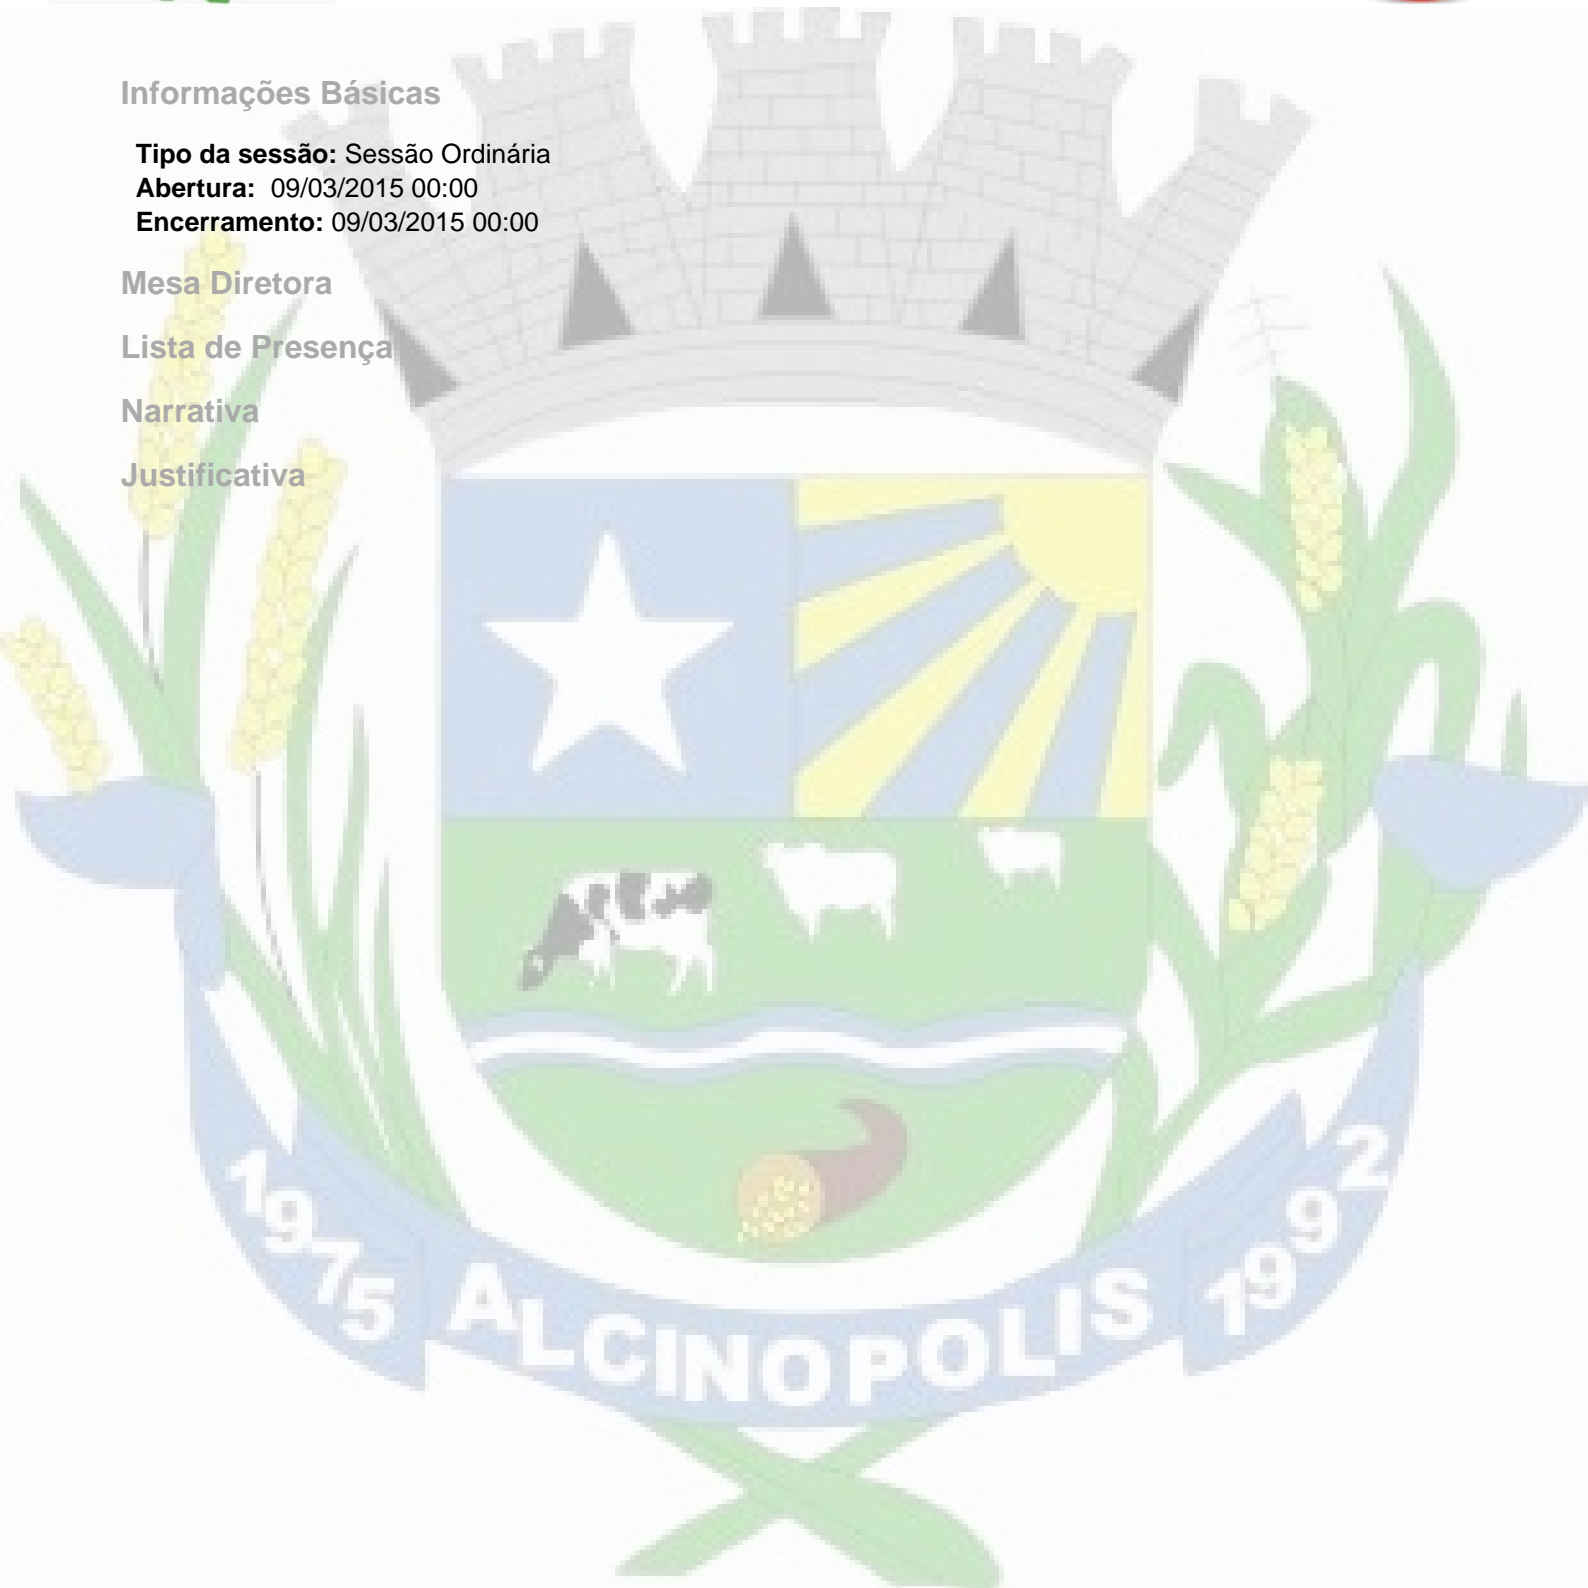 Informações Básicas
Tipo da sessão: Sessão Ordinária
Abertura: 09/03/2015 00:00
Encerramento: 09/03/2015 00:00
Mesa Diretora
Lista de Presença
Narrativa
Justificativa
1975 ALCINOPOLIS 1992